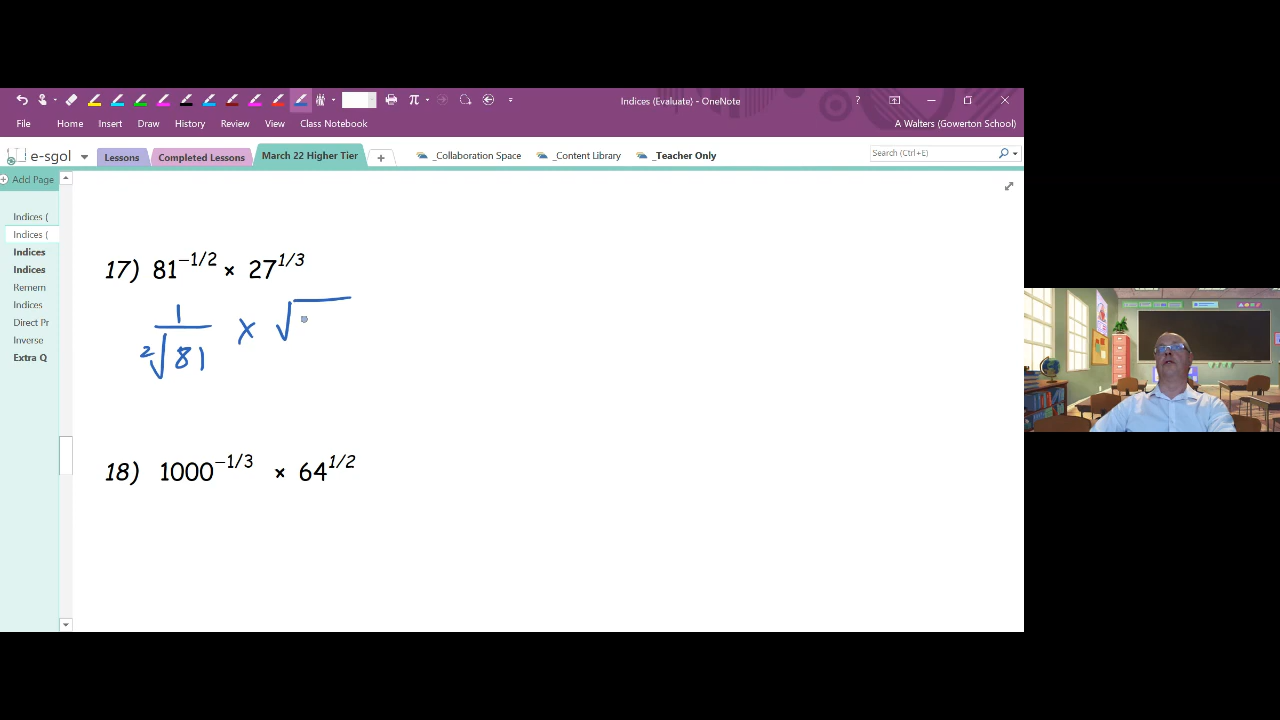 Indices (Evaluate) - OneNote
?
File Home Insert Draw History Review View Class Notebook
A Walters (Gowerton School)
e-sgol
Lessons
Completed Lessons
March 22 Higher Tier
_Collaboration Space
_Content Library
_Teacher Only
Search (Ctrl+E)
Add Page
Indices (
Indices (
Indices
Indices
Remem
Indices
Direct Pr
Inverse
Extra Q
17) 81^{-1/2} × 27^{1/3}
1/²√81 × √
18) 1000^{-1/3} × 64^{1/2}